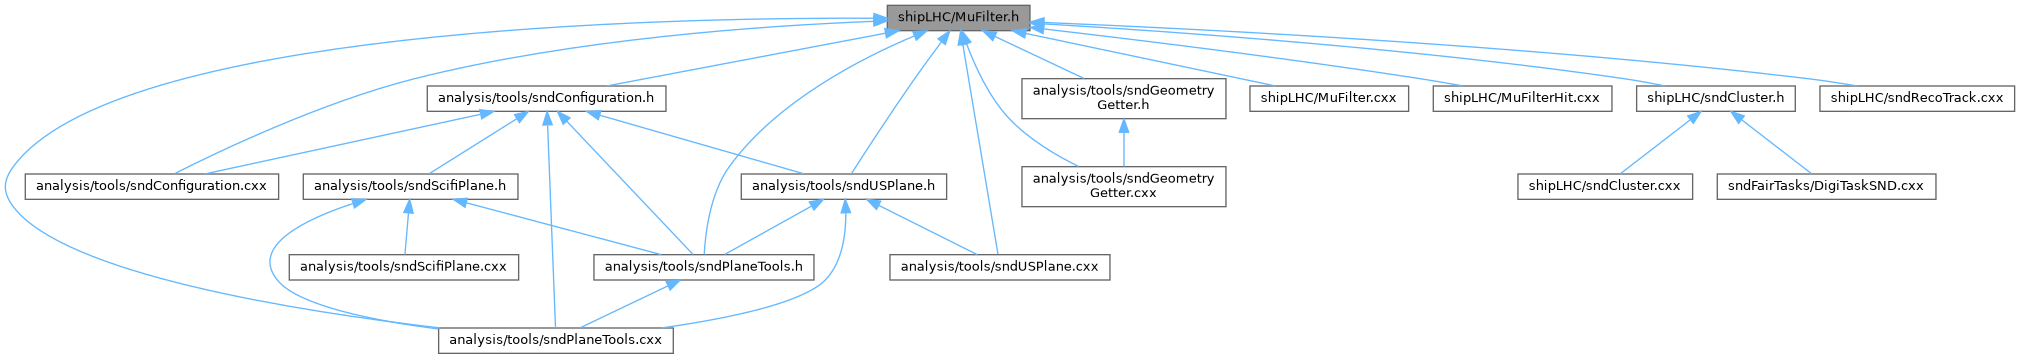 shipLHC/MuFilter.h
analysis/tools/sndConfiguration.h
analysis/tools/sndGeometry
Getter.h
shipLHC/MuFilter.cxx
shipLHC/MuFilterHit.cxx
shipLHC/sndCluster.h
shipLHC/sndRecoTrack.cxx
analysis/tools/sndConfiguration.cxx
analysis/tools/sndScifiPlane.h
analysis/tools/sndUSPlane.h
analysis/tools/sndGeometry
Getter.cxx
shipLHC/sndCluster.cxx
sndFairTasks/DigiTaskSND.cxx
analysis/tools/sndScifiPlane.cxx
analysis/tools/sndPlaneTools.h
analysis/tools/sndUSPlane.cxx
analysis/tools/sndPlaneTools.cxx